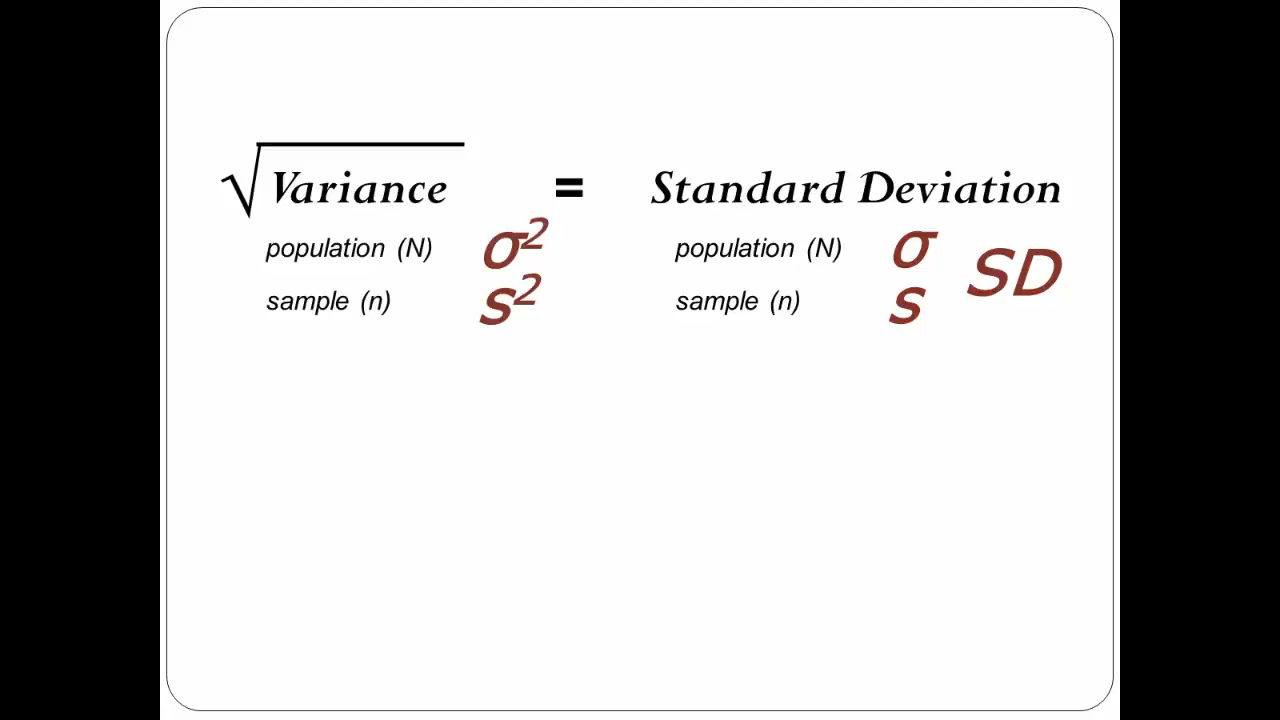 √Variance = Standard Deviation
population (N) σ² population (N) σ SD
sample (n) s² sample (n) s